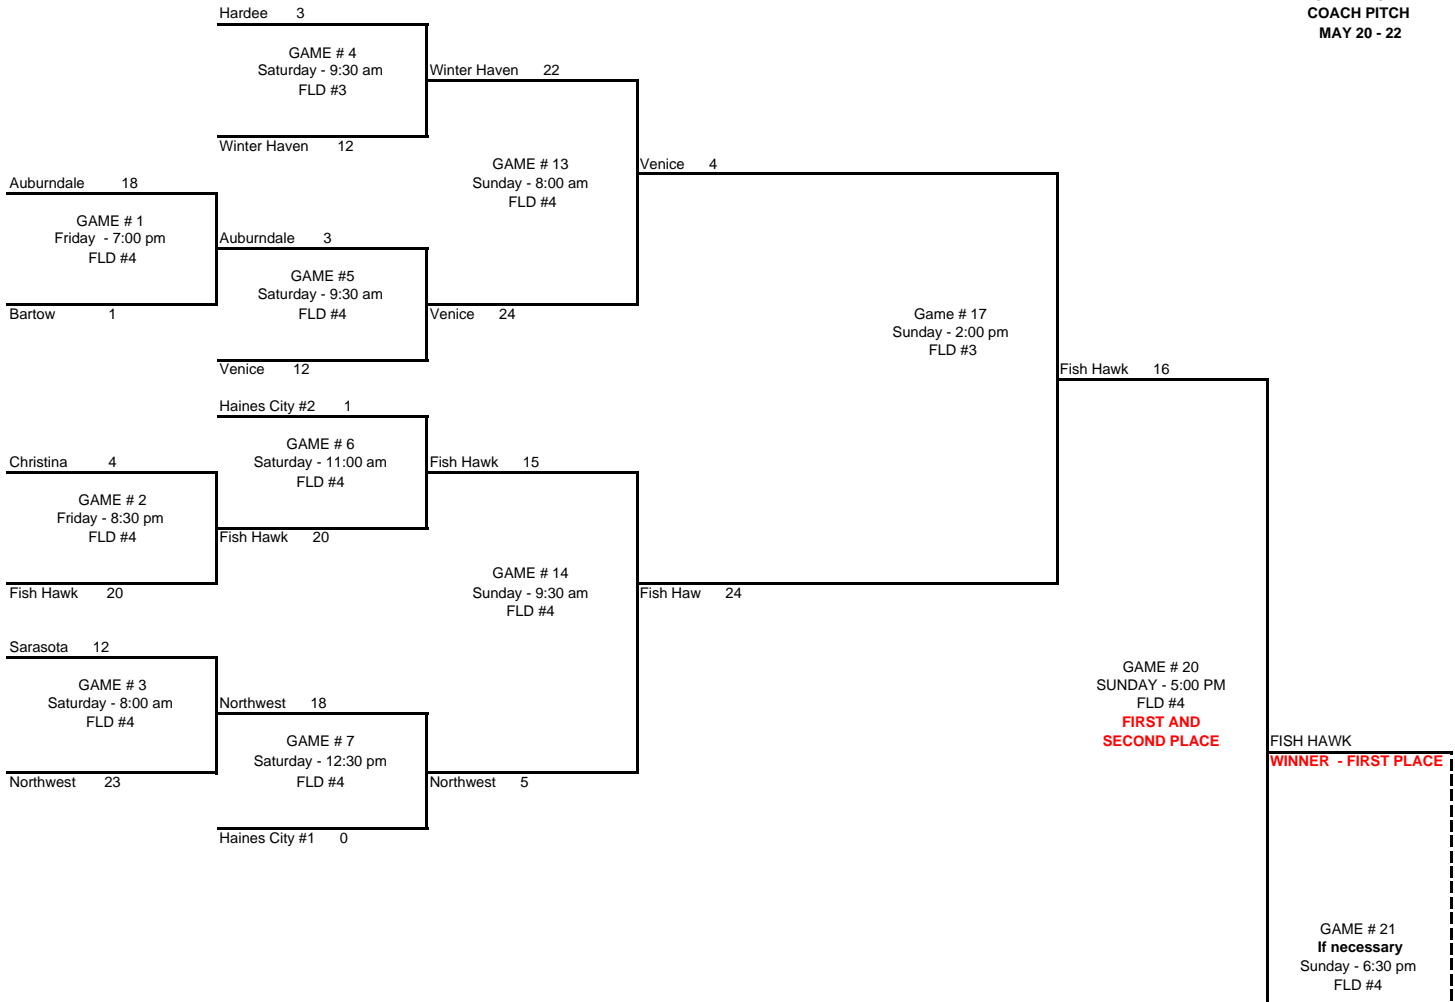 COACH PITCH
MAY 20 - 22
Hardee 3
GAME # 4
Saturday - 9:30 am
FLD #3
Winter Haven 22
Winter Haven 12
GAME # 13
Sunday - 8:00 am
FLD #4
Venice 4
Auburndale 18
GAME # 1
Friday - 7:00 pm
FLD #4
Auburndale 3
GAME #5
Saturday - 9:30 am
FLD #4
Bartow 1
Venice 24
Venice 12
Game # 17
Sunday - 2:00 pm
FLD #3
Fish Hawk 16
Haines City #2 1
GAME # 6
Saturday - 11:00 am
FLD #4
Christina 4
Fish Hawk 15
GAME # 2
Friday - 8:30 pm
FLD #4
Fish Hawk 20
Fish Hawk 20
GAME # 14
Sunday - 9:30 am
FLD #4
Fish Haw 24
Sarasota 12
GAME # 3
Saturday - 8:00 am
FLD #4
Northwest 18
GAME # 7
Saturday - 12:30 pm
FLD #4
Northwest 23
Northwest 5
Haines City #1 0
GAME # 20
SUNDAY - 5:00 PM
FLD #4
FIRST AND
SECOND PLACE
FISH HAWK
WINNER - FIRST PLACE
GAME # 21
If necessary
Sunday - 6:30 pm
FLD #4